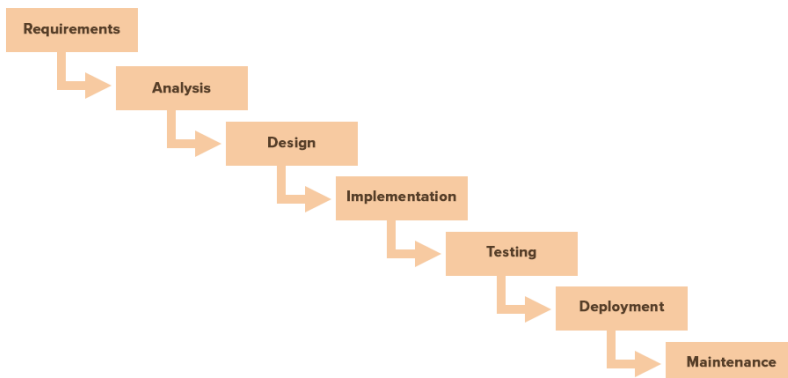 Requirements
Analysis
Design
Implementation
Testing
Deployment
Maintenance